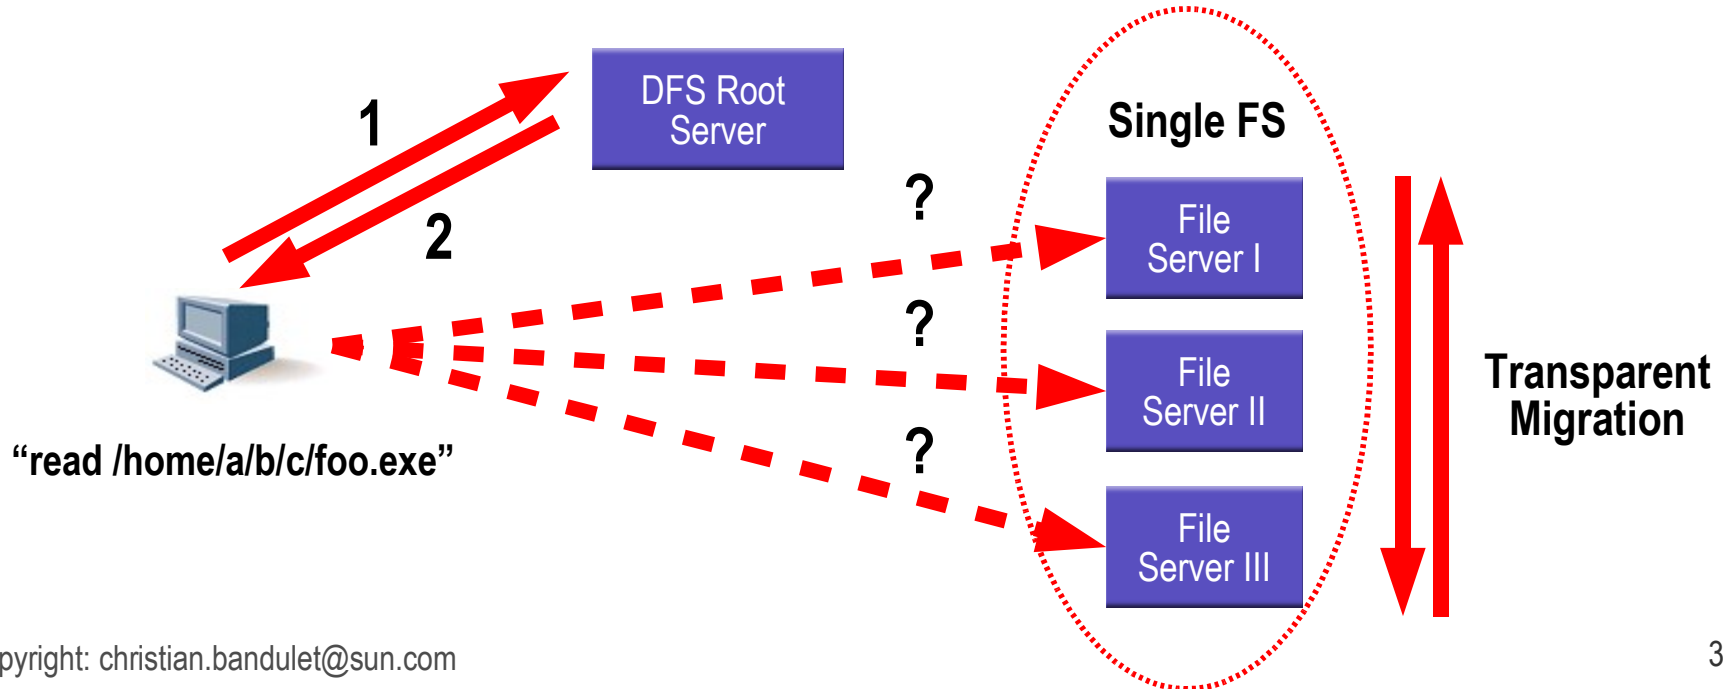 1
DFS Root
Server
2
Single FS
?
File
Server I
?
File
Server II
Transparent
Migration
“read /home/a/b/c/foo.exe”
?
File
Server III
pyright: christian.bandulet@sun.com
3